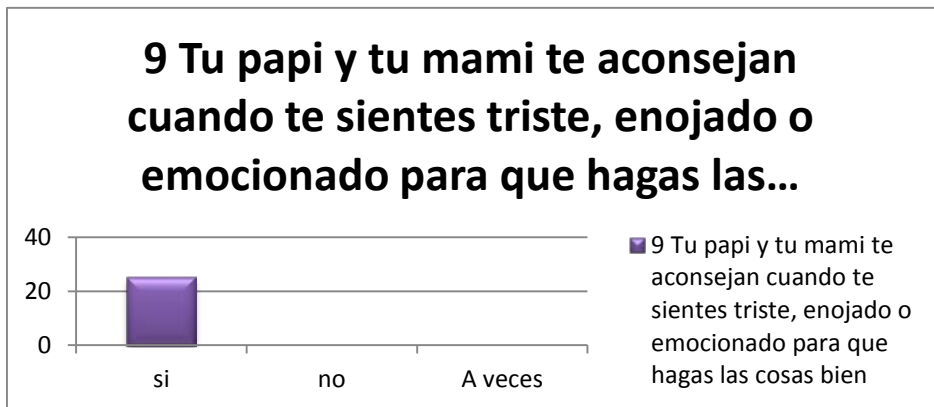 9 Tu papi y tu mami te aconsejan
cuando te sientes triste, enojado o
emocionado para que hagas las...
40
20
0
si
no
A veces
9 Tu papi y tu mami te
aconsejan cuando te
sientes triste, enojado o
emocionado para que
hagas las cosas bien